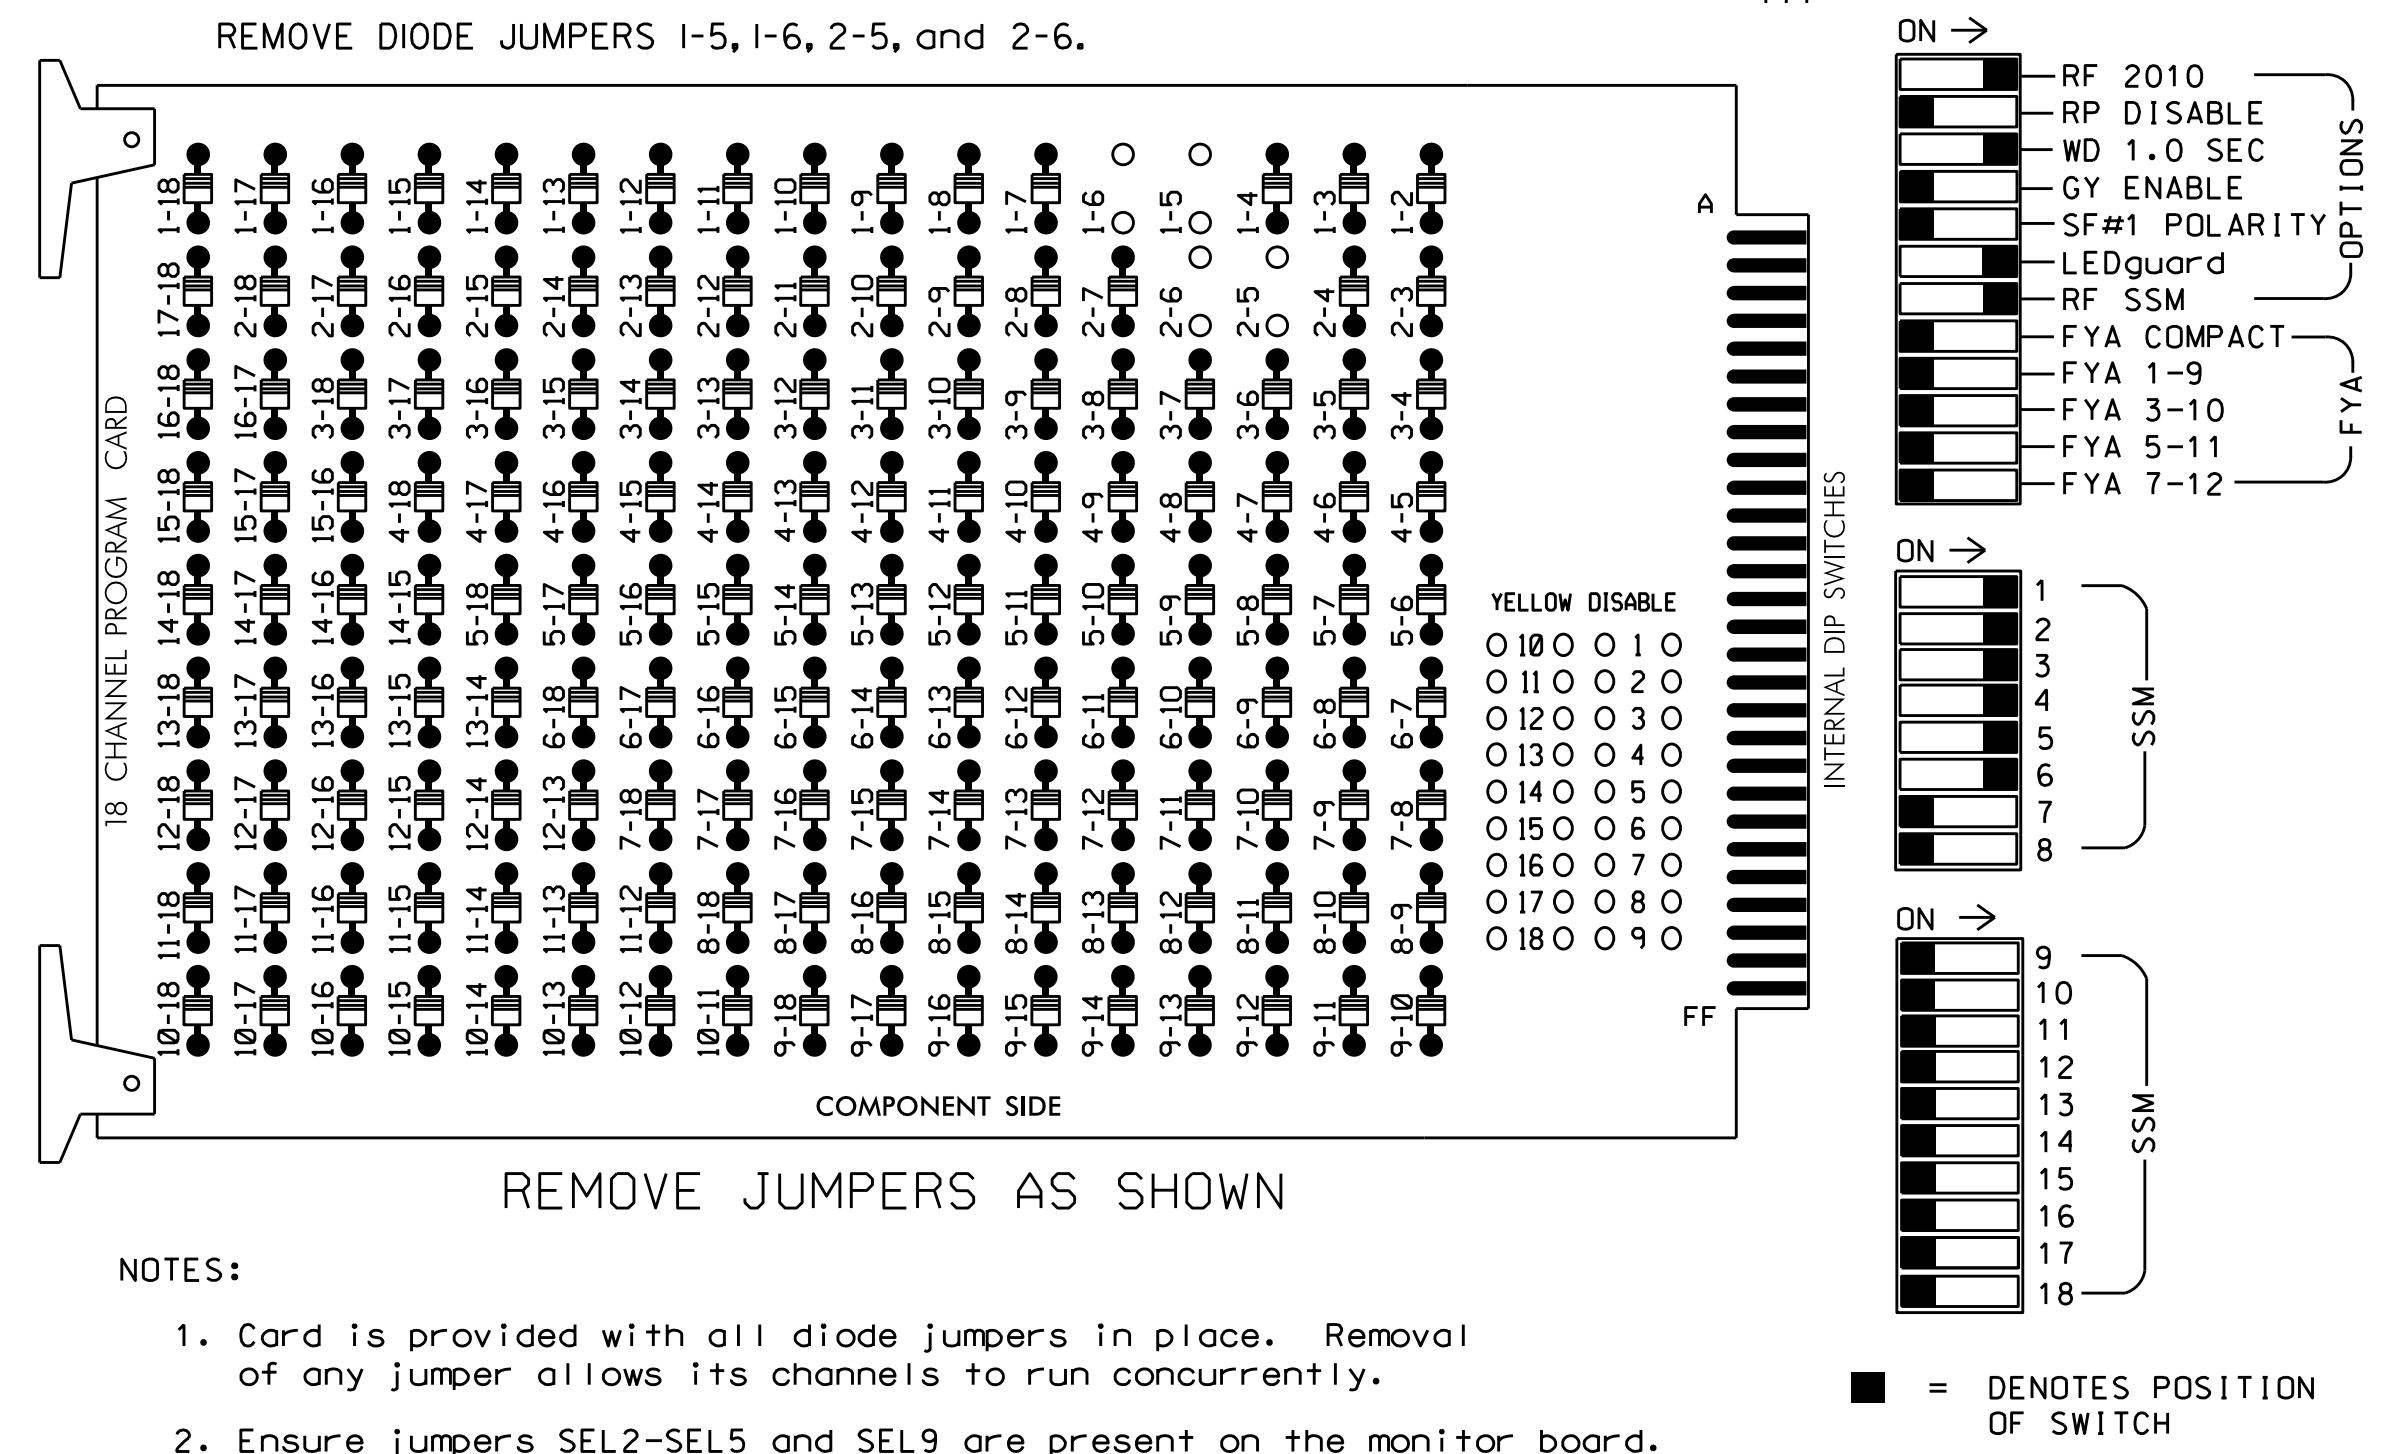 REMOVE DIODE JUMPERS 1-5, 1-6, 2-5, and 2-6.
18 CHANNEL PROGRAM CARD
1-18 1-17 1-16 1-15 1-14 1-13 1-12 1-11 1-10 1-9 1-8 1-7 1-6 1-5 1-4 1-3 1-2
17-18 2-18 2-17 2-16 2-15 2-14 2-13 2-12 2-11 2-10 2-9 2-8 2-7 2-6 2-5 2-4 2-3
16-18 16-17 3-18 3-17 3-16 3-15 3-14 3-13 3-12 3-11 3-10 3-9 3-8 3-7 3-6 3-5 3-4
15-18 15-17 15-16 4-18 4-17 4-16 4-15 4-14 4-13 4-12 4-11 4-10 4-9 4-8 4-7 4-6 4-5
14-18 14-17 14-16 14-15 5-18 5-17 5-16 5-15 5-14 5-13 5-12 5-11 5-10 5-9 5-8 5-7 5-6
13-18 13-17 13-16 13-15 13-14 6-18 6-17 6-16 6-15 6-14 6-13 6-12 6-11 6-10 6-9 6-8 6-7
12-18 12-17 12-16 12-15 12-14 12-13 7-18 7-17 7-16 7-15 7-14 7-13 7-12 7-11 7-10 7-9 7-8
11-18 11-17 11-16 11-15 11-14 11-13 11-12 8-18 8-17 8-16 8-15 8-14 8-13 8-12 8-11 8-10 8-9
10-18 10-17 10-16 10-15 10-14 10-13 10-12 10-11 9-18 9-17 9-16 9-15 9-14 9-13 9-12 9-11 9-10
A
YELLOW DISABLE
10 1
11 2
12 3
13 4
14 5
15 6
16 7
17 8
18 9
FF
COMPONENT SIDE
INTERNAL DIP SWITCHES
ON →
RF 2010
RP DISABLE
WD 1.0 SEC
GY ENABLE
SF#1 POLARITY
LEDguard
RF SSM
OPTIONS
FYA COMPACT
FYA 1-9
FYA 3-10
FYA 5-11
FYA 7-12
FYA
ON →
1
2
3
4
5
6
7
8
SSM
ON →
9
10
11
12
13
14
15
16
17
18
SSM
REMOVE JUMPERS AS SHOWN
NOTES:
1. Card is provided with all diode jumpers in place. Removal
of any jumper allows its channels to run concurrently.
2. Ensure jumpers SEL2-SEL5 and SEL9 are present on the monitor board.
= DENOTES POSITION
OF SWITCH